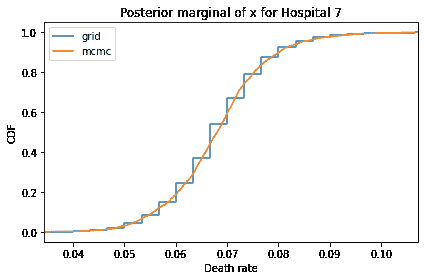 Posterior marginal of x for Hospital 7
grid
mcmc
CDF
1.0
0.8
0.6
0.4
0.2
0.0
0.04 0.05 0.06 0.07 0.08 0.09 0.10
Death rate